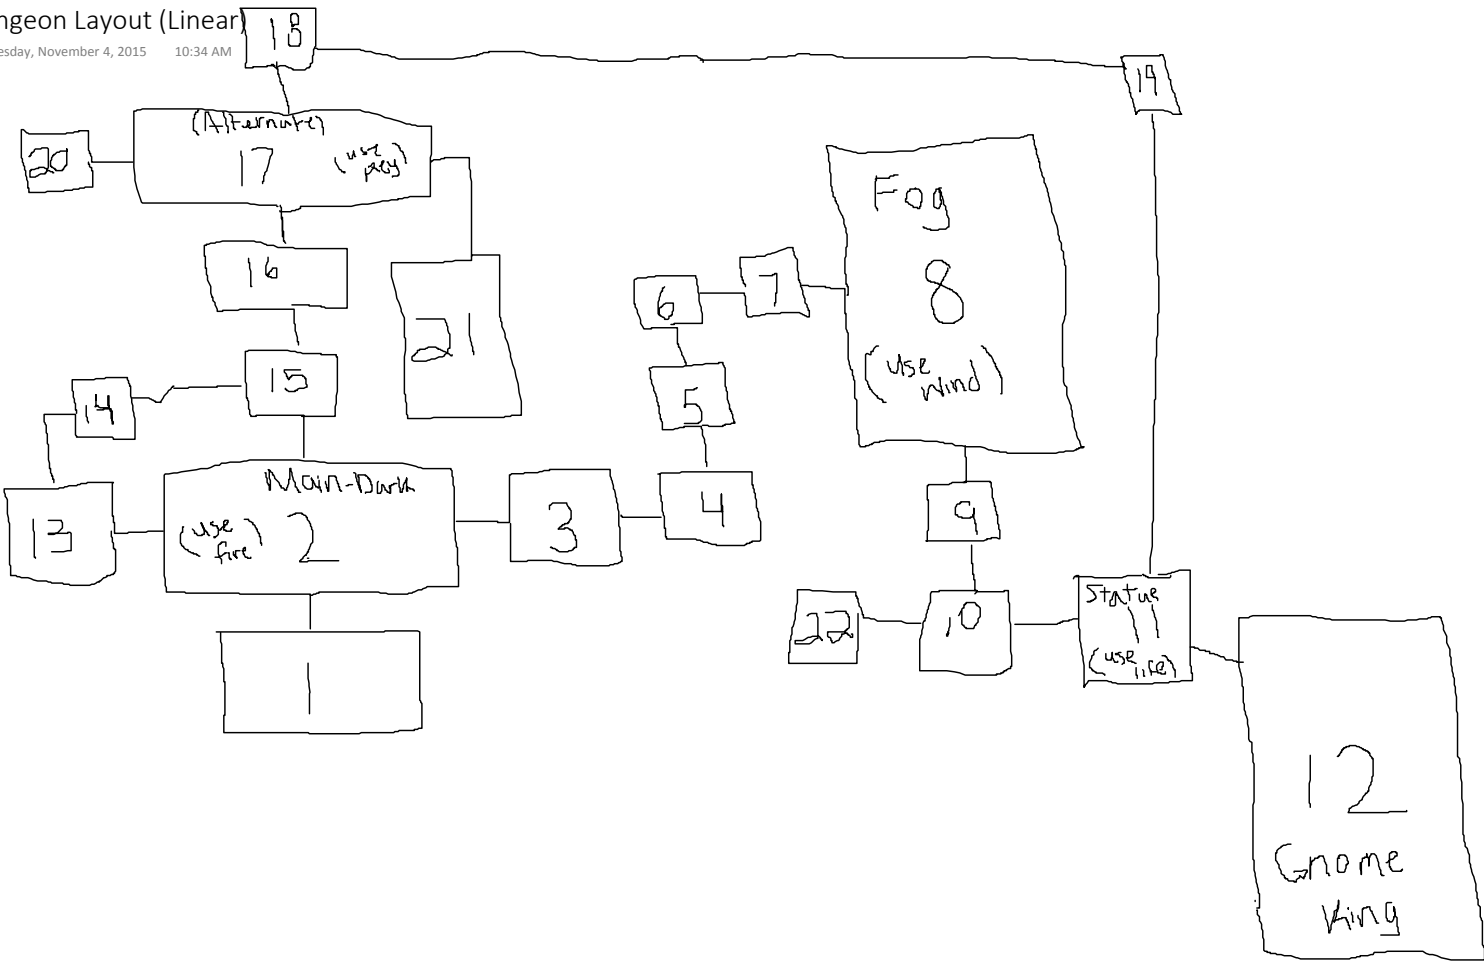 ngeon Layout (Linear)
esday, November 4, 2015 10:34 AM
18
19
(Alternate)
20
17
(use
key)
Fog
16
6
7
8
21
(use
wind)
15
14
5
Main-Dark
13
(use
fire)
2
3
4
9
Statue
22
10
11
(use
life)
1
12
Gnome
King